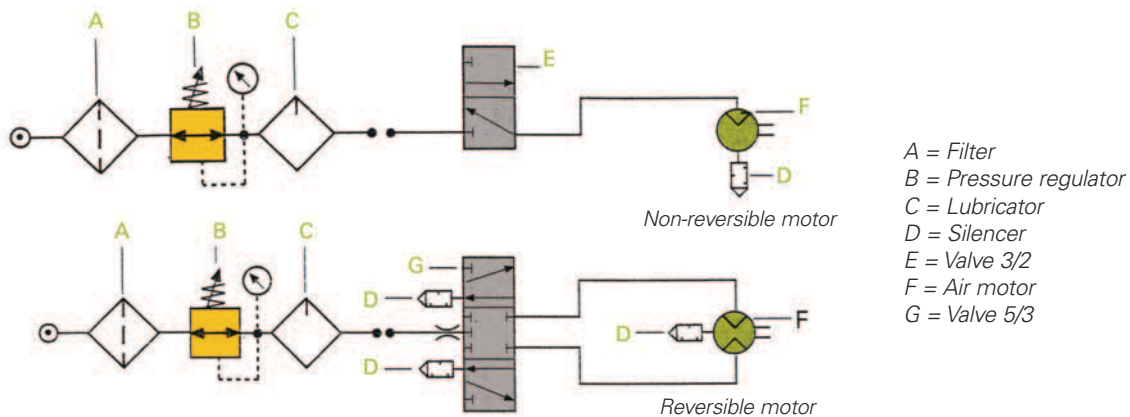 A
B
C
E
F
D
Non-reversible motor
A
B
C
G
D
D
D
F
Reversible motor
A = Filter
B = Pressure regulator
C = Lubricator
D = Silencer
E = Valve 3/2
F = Air motor
G = Valve 5/3